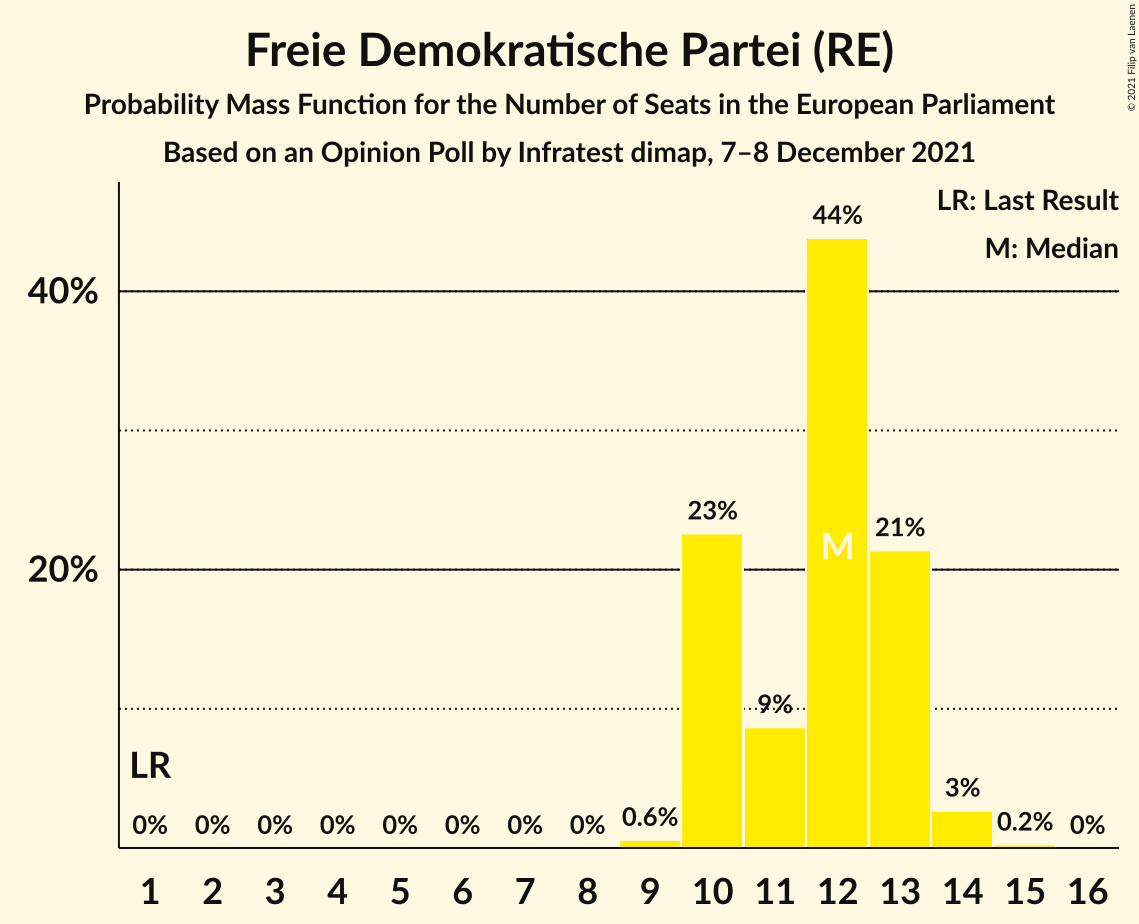 Freie Demokratische Partei (RE)
Probability Mass Function for the Number of Seats in the European Parliament
Based on an Opinion Poll by Infratest dimap, 7–8 December 2021
© 2021 Filip van Laenen
LR: Last Result
M: Median
44%
40%
23%
21%
M
20%
9%
LR
3%
0% 0% 0% 0% 0% 0% 0% 0% 0.6% 0.2% 0%
1 2 3 4 5 6 7 8 9 10 11 12 13 14 15 16